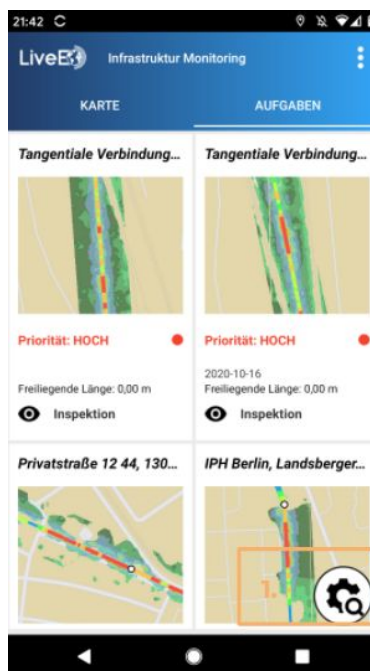 21:42
LiveEO
Infrastruktur Monitoring
KARTE
AUFGABEN
Tangentiale Verbindung...
Tangentiale Verbindung...
Priorität: HOCH
Priorität: HOCH
2020-10-16
Freiliegende Länge: 0,00 m
Freiliegende Länge: 0,00 m
Inspektion
Inspektion
Privatstraße 12 44, 130...
IPH Berlin, Landsberger...
1.